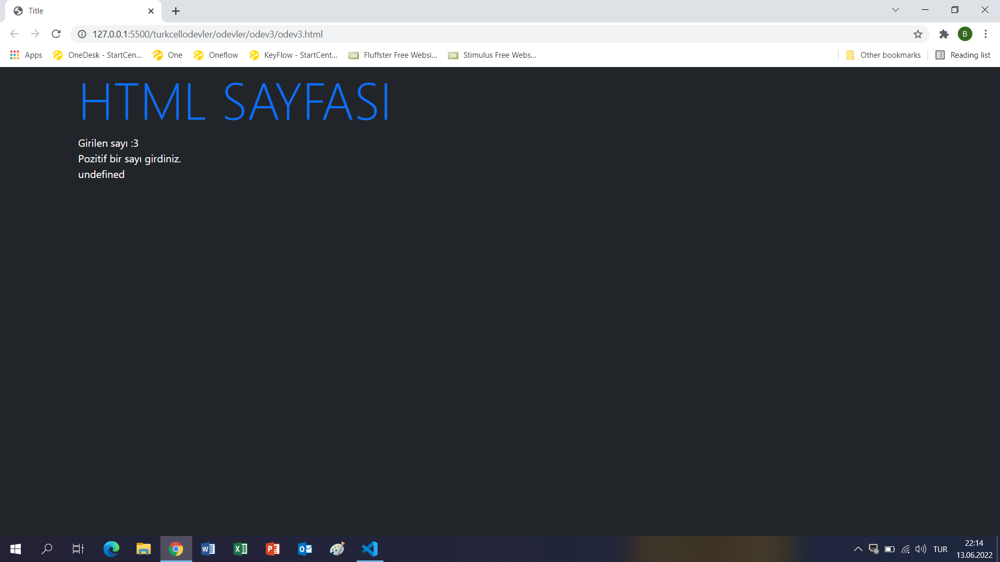 Title
127.0.0.1:5500/turkcellodevler/odevler/odev3/odev3.html
B
Apps
OneDesk - StartCen...
One
Oneflow
KeyFlow - StartCent...
Fluffster Free Websi...
Stimulus Free Webs...
Other bookmarks
Reading list
HTML SAYFASI
Girilen sayı :3
Pozitif bir sayı girdiniz.
undefined
TUR
22:14
13.06.2022